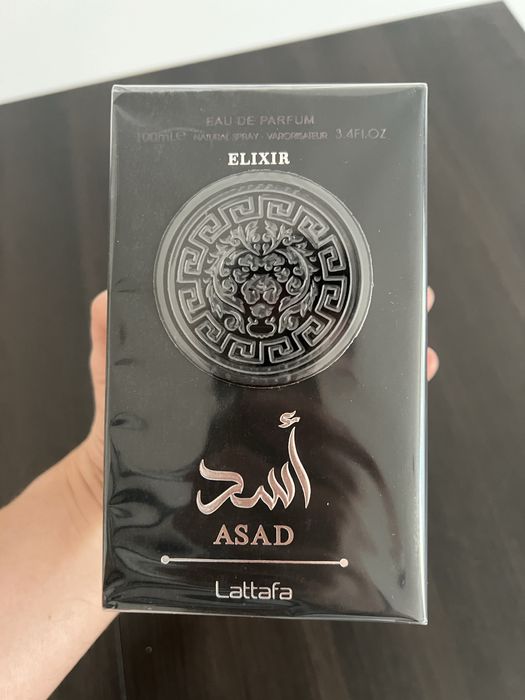 EAU DE PARFUM
100ml.℮ NATURAL SPRAY - VAPORISATEUR 3.4FL.OZ
ELIXIR
أسد
ASAD
Lattafa